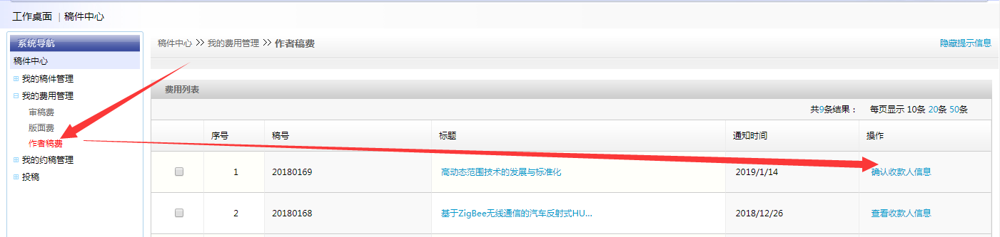 工作桌面 | 稿件中心
系统导航
稿件中心
我的稿件管理
我的费用管理
审稿费
版面费
作者稿费
我的约稿管理
投稿
稿件中心 >> 我的费用管理 >> 作者稿费
隐藏提示信息
费用列表
共9条结果： 每页显示 10条 20条 50条
序号 稿号 标题 通知时间 操作
1 20180169 高动态范围技术的发展与标准化 2019/1/14 确认收款人信息
2 20180168 基于ZigBee无线通信的汽车反射式HU... 2018/12/26 查看收款人信息